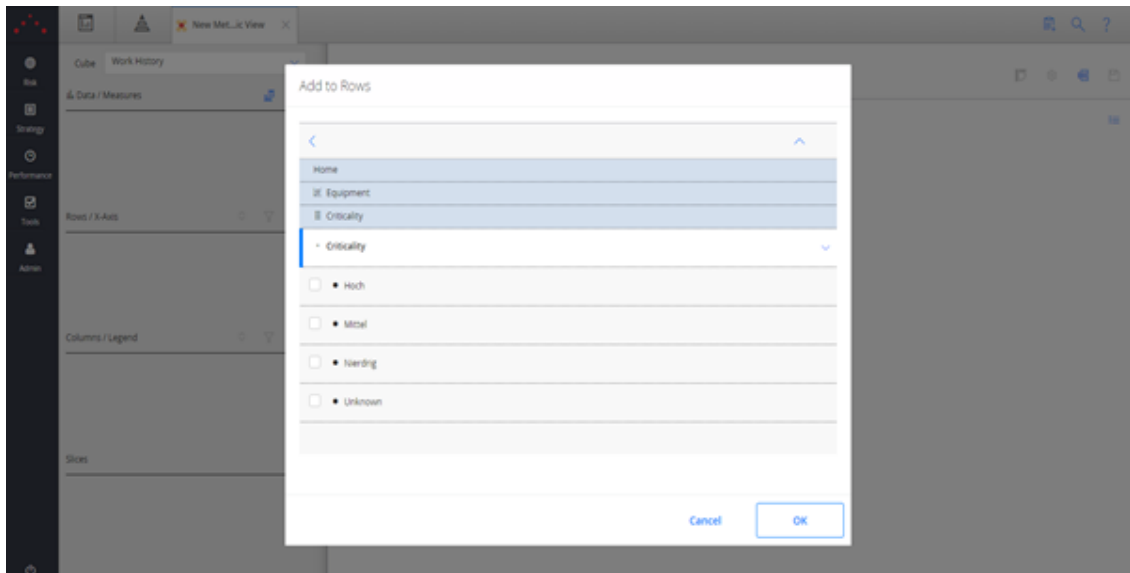 New Met...ic View
?
Cube Work History
Risk
Data / Measures
Strategy
Performance
Tools
Rows / X-Axis
Admin
Columns / Legend
Slices
Add to Rows
Home
Equipment
Criticality
Criticality
Hoch
Mittel
Nierdrig
Unknown
Cancel
OK